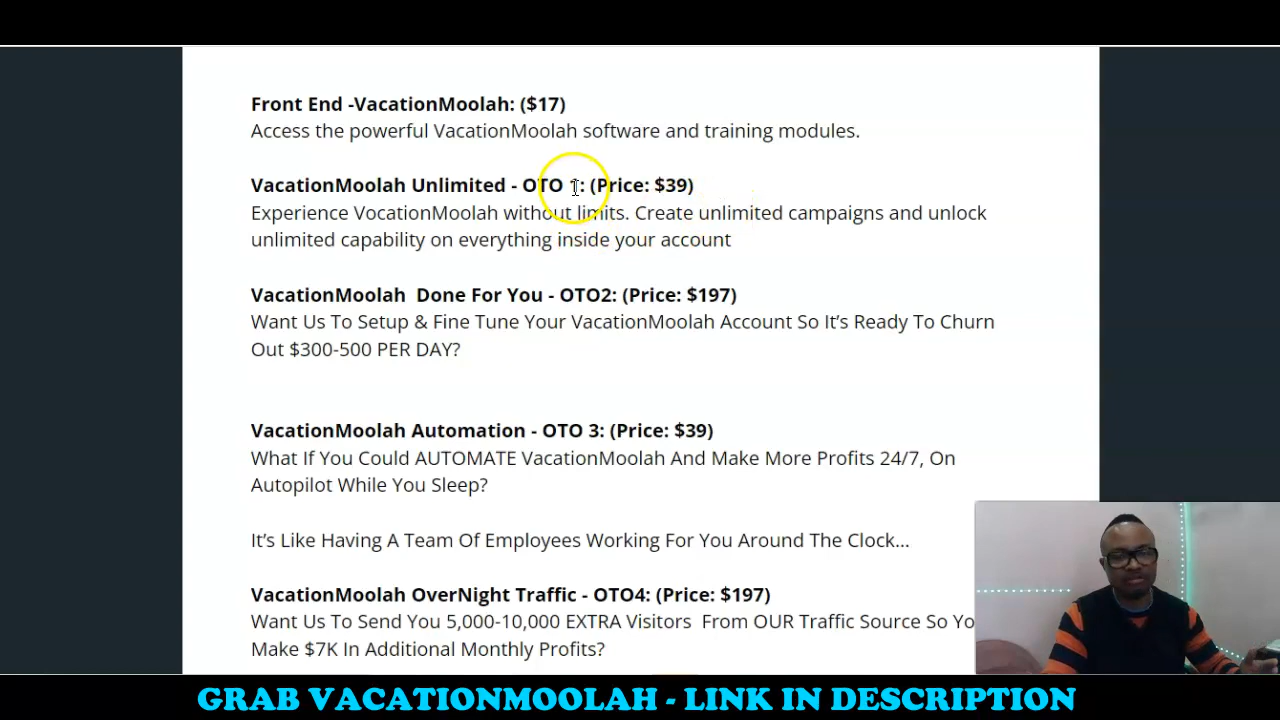 Front End -VacationMoolah: ($17)
Access the powerful VacationMoolah software and training modules.
VacationMoolah Unlimited - OTO 1: (Price: $39)
Experience VocationMoolah without limits. Create unlimited campaigns and unlock
unlimited capability on everything inside your account
VacationMoolah Done For You - OTO2: (Price: $197)
Want Us To Setup & Fine Tune Your VacationMoolah Account So It’s Ready To Churn
Out $300-500 PER DAY?
VacationMoolah Automation - OTO 3: (Price: $39)
What If You Could AUTOMATE VacationMoolah And Make More Profits 24/7, On
Autopilot While You Sleep?
It’s Like Having A Team Of Employees Working For You Around The Clock...
VacationMoolah OverNight Traffic - OTO4: (Price: $197)
Want Us To Send You 5,000-10,000 EXTRA Visitors From OUR Traffic Source So
Make $7K In Additional Monthly Profits?
GRAB VACATIONMOOLAH - LINK IN DESCRIPTION